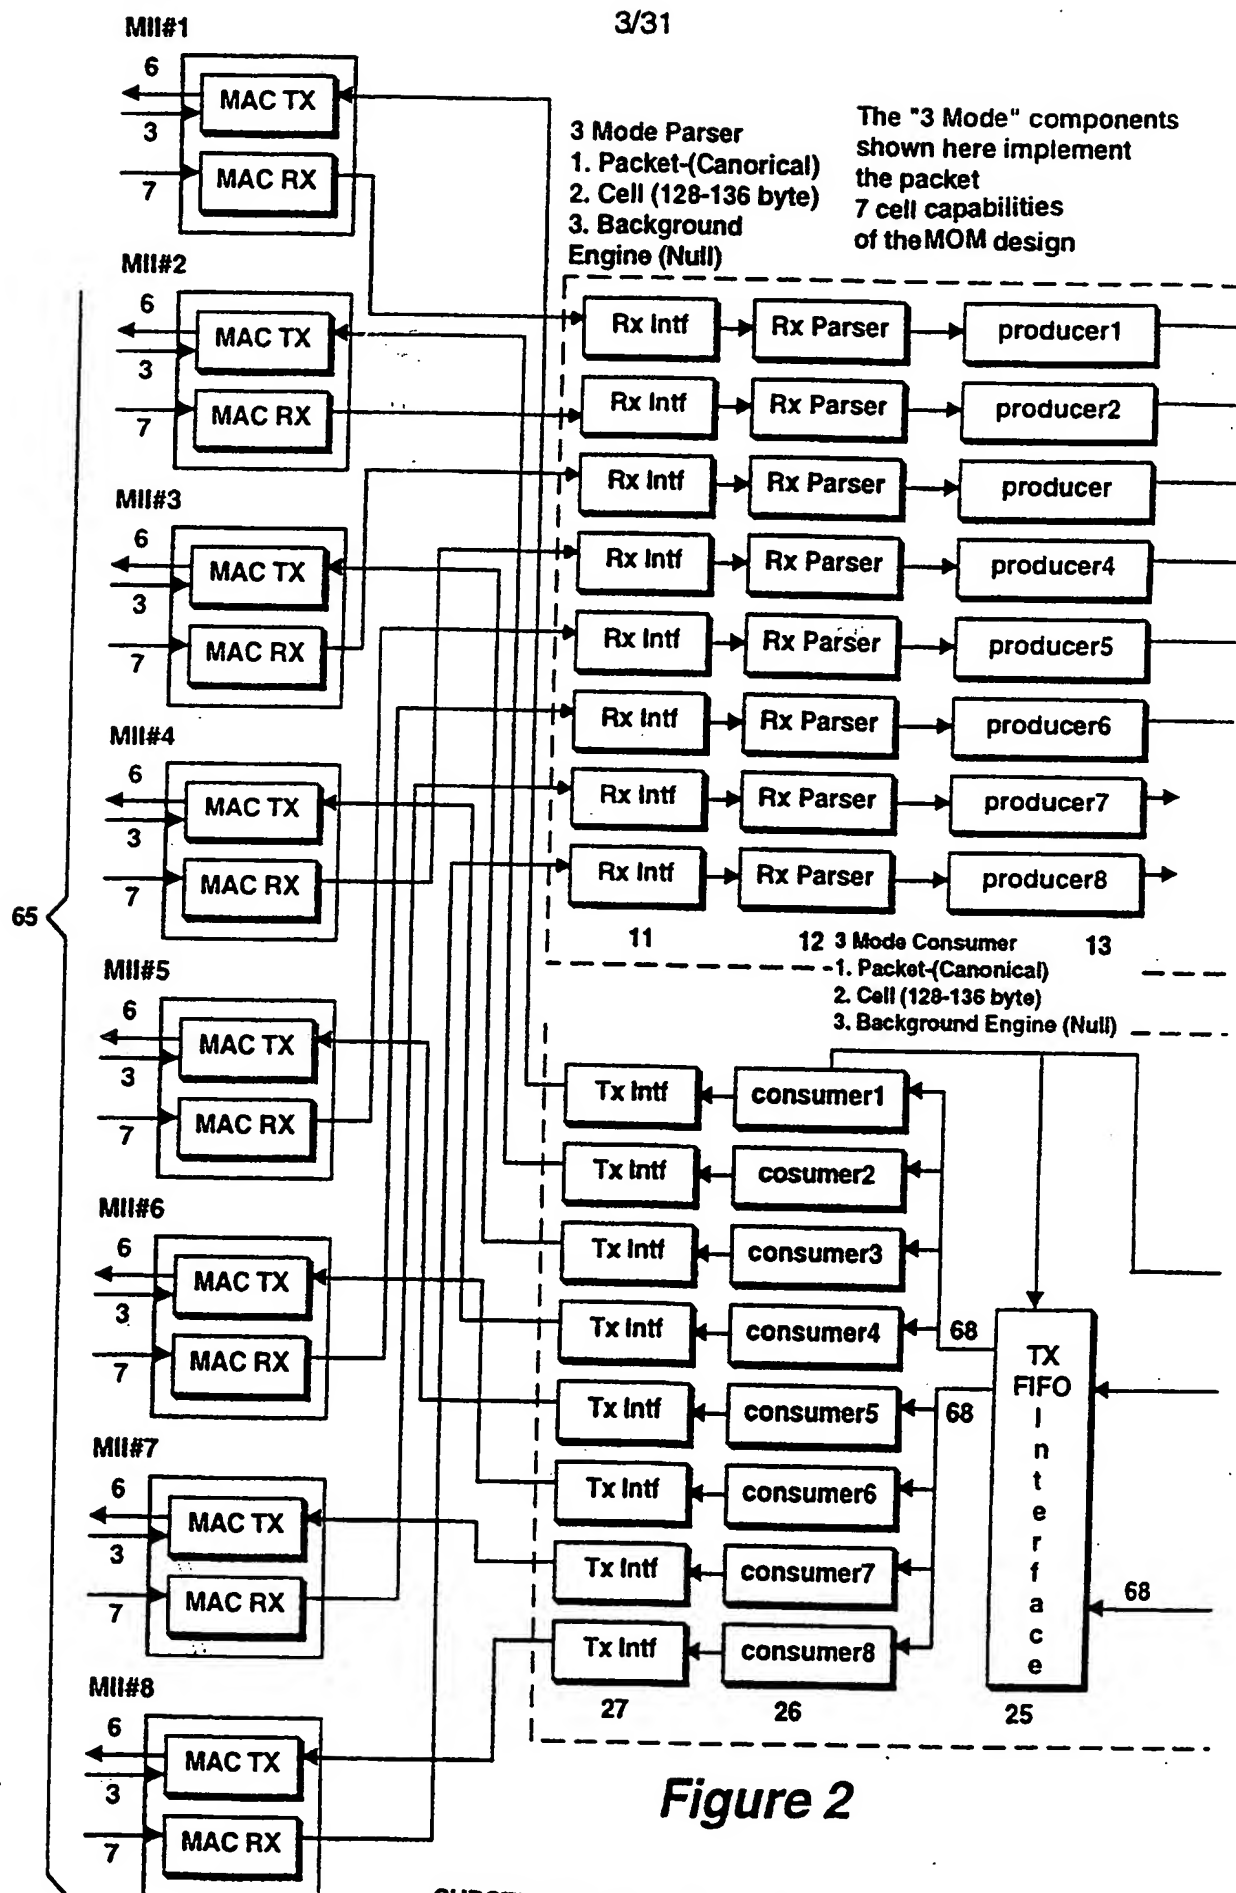 3/31
MII#1
6
MAC TX
3
MAC RX
7
3 Mode Parser
1. Packet-(Canorical)
2. Cell (128-136 byte)
3. Background
Engine (Null)
The "3 Mode" components
shown here implement
the packet
7 cell capabilities
of the MOM design
MII#2
6
MAC TX
3
MAC RX
7
MII#3
6
MAC TX
3
MAC RX
7
MII#4
6
MAC TX
3
MAC RX
7
65
MII#5
6
MAC TX
3
MAC RX
7
MII#6
6
MAC TX
3
MAC RX
7
MII#7
6
MAC TX
3
MAC RX
7
MII#8
6
MAC TX
3
MAC RX
7
Rx Intf Rx Parser producer1
Rx Intf Rx Parser producer2
Rx Intf Rx Parser producer
Rx Intf Rx Parser producer4
Rx Intf Rx Parser producer5
Rx Intf Rx Parser producer6
Rx Intf Rx Parser producer7
Rx Intf Rx Parser producer8
11 12 13
3 Mode Consumer
1. Packet-(Canonical)
2. Cell (128-136 byte)
3. Background Engine (Null)
Tx Intf consumer1
Tx Intf cosumer2
Tx Intf consumer3
Tx Intf consumer4
68
Tx Intf consumer5
68
Tx Intf consumer6
Tx Intf consumer7
Tx Intf consumer8
TX
FIFO
I
n
t
e
r
f
a
c
e
68
27 26 25
Figure 2